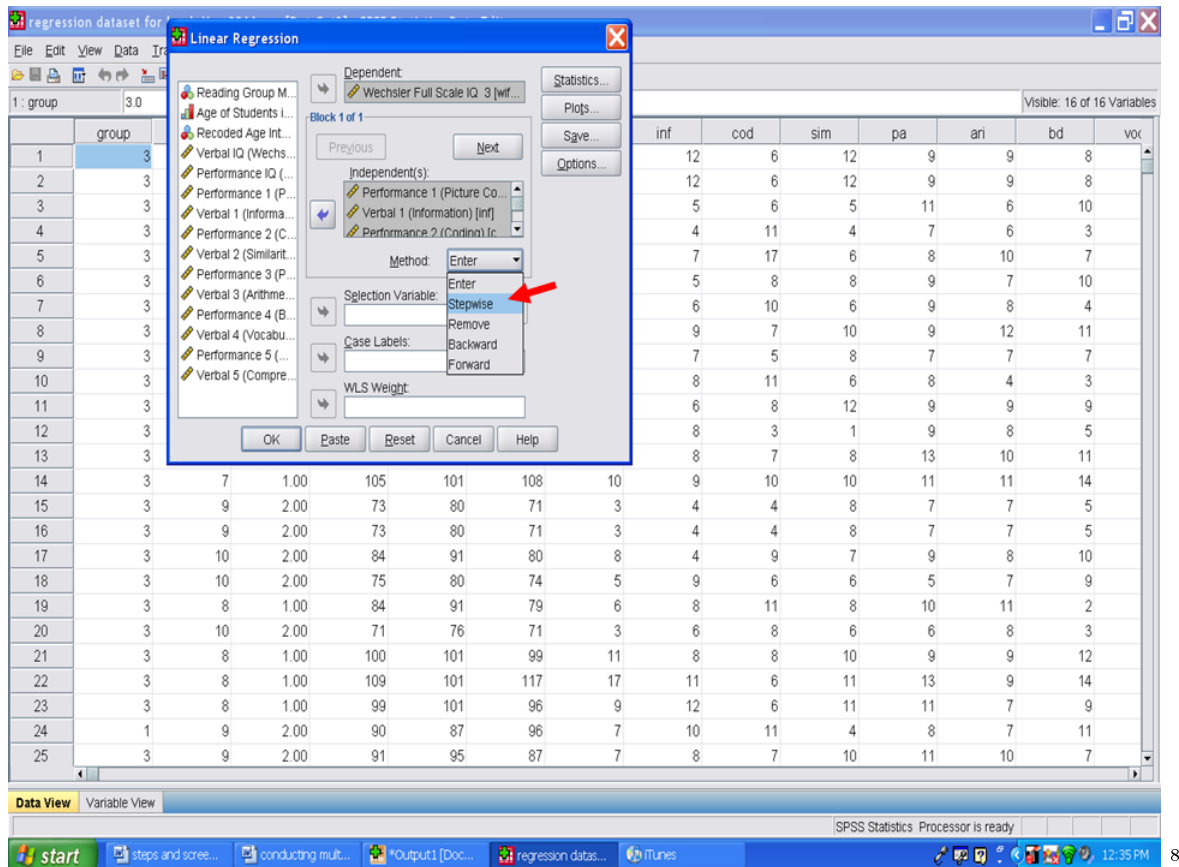 regression dataset for
Linear Regression
File Edit View Data
1 : group 3.0
Visible: 16 of 16 Variables
Reading Group M...
Age of Students i...
Recoded Age Int...
Verbal IQ (Wechs...
Performance IQ (...
Performance 1 (P...
Verbal 1 (Informa...
Performance 2 (C...
Verbal 2 (Similarit...
Performance 3 (P...
Verbal 3 (Arithme...
Performance 4 (B...
Verbal 4 (Vocabu...
Performance 5 (...
Verbal 5 (Compre...
Dependent:
Wechsler Full Scale IQ 3 [wif...
Block 1 of 1
Previous Next
Independent(s):
Performance 1 (Picture Co...
Verbal 1 (Information) [inf]
Performance 2 (Coding) [c...
Method: Enter
Enter
Stepwise
Remove
Backward
Forward
Selection Variable:
Case Labels:
WLS Weight:
Statistics...
Plots...
Save...
Options...
OK Paste Reset Cancel Help
group inf cod sim pa ari bd voc
1 3 12 6 12 9 9 8
2 3 12 6 12 9 9 8
3 3 5 6 5 11 6 10
4 3 4 11 4 7 6 3
5 3 7 17 6 8 10 7
6 3 5 8 8 9 7 10
7 3 6 10 6 9 8 4
8 3 9 7 10 9 12 11
9 3 7 5 8 7 7 7
10 3 8 11 6 8 4 3
11 3 6 8 12 9 9 9
12 3 8 3 1 9 8 5
13 3 8 7 8 13 10 11
14 3 7 1.00 105 101 108 10 9 10 10 11 11 14
15 3 9 2.00 73 80 71 3 4 4 8 7 7 5
16 3 9 2.00 73 80 71 3 4 4 8 7 7 5
17 3 10 2.00 84 91 80 8 4 9 7 9 8 10
18 3 10 2.00 75 80 74 5 9 6 6 5 7 9
19 3 8 1.00 84 91 79 6 8 11 8 10 11 2
20 3 10 2.00 71 76 71 3 6 8 6 6 8 3
21 3 8 1.00 100 101 99 11 8 8 10 9 9 12
22 3 8 1.00 109 101 117 17 11 6 11 13 9 14
23 3 8 1.00 99 101 96 9 12 6 11 11 7 9
24 1 9 2.00 90 87 96 7 10 11 4 8 7 11
25 3 9 2.00 91 95 87 7 8 7 10 11 10 7
Data View Variable View
SPSS Statistics Processor is ready
start steps and scree... conducting mult... *Output1 [Doc... regression datas... iTunes 12:35 PM
8